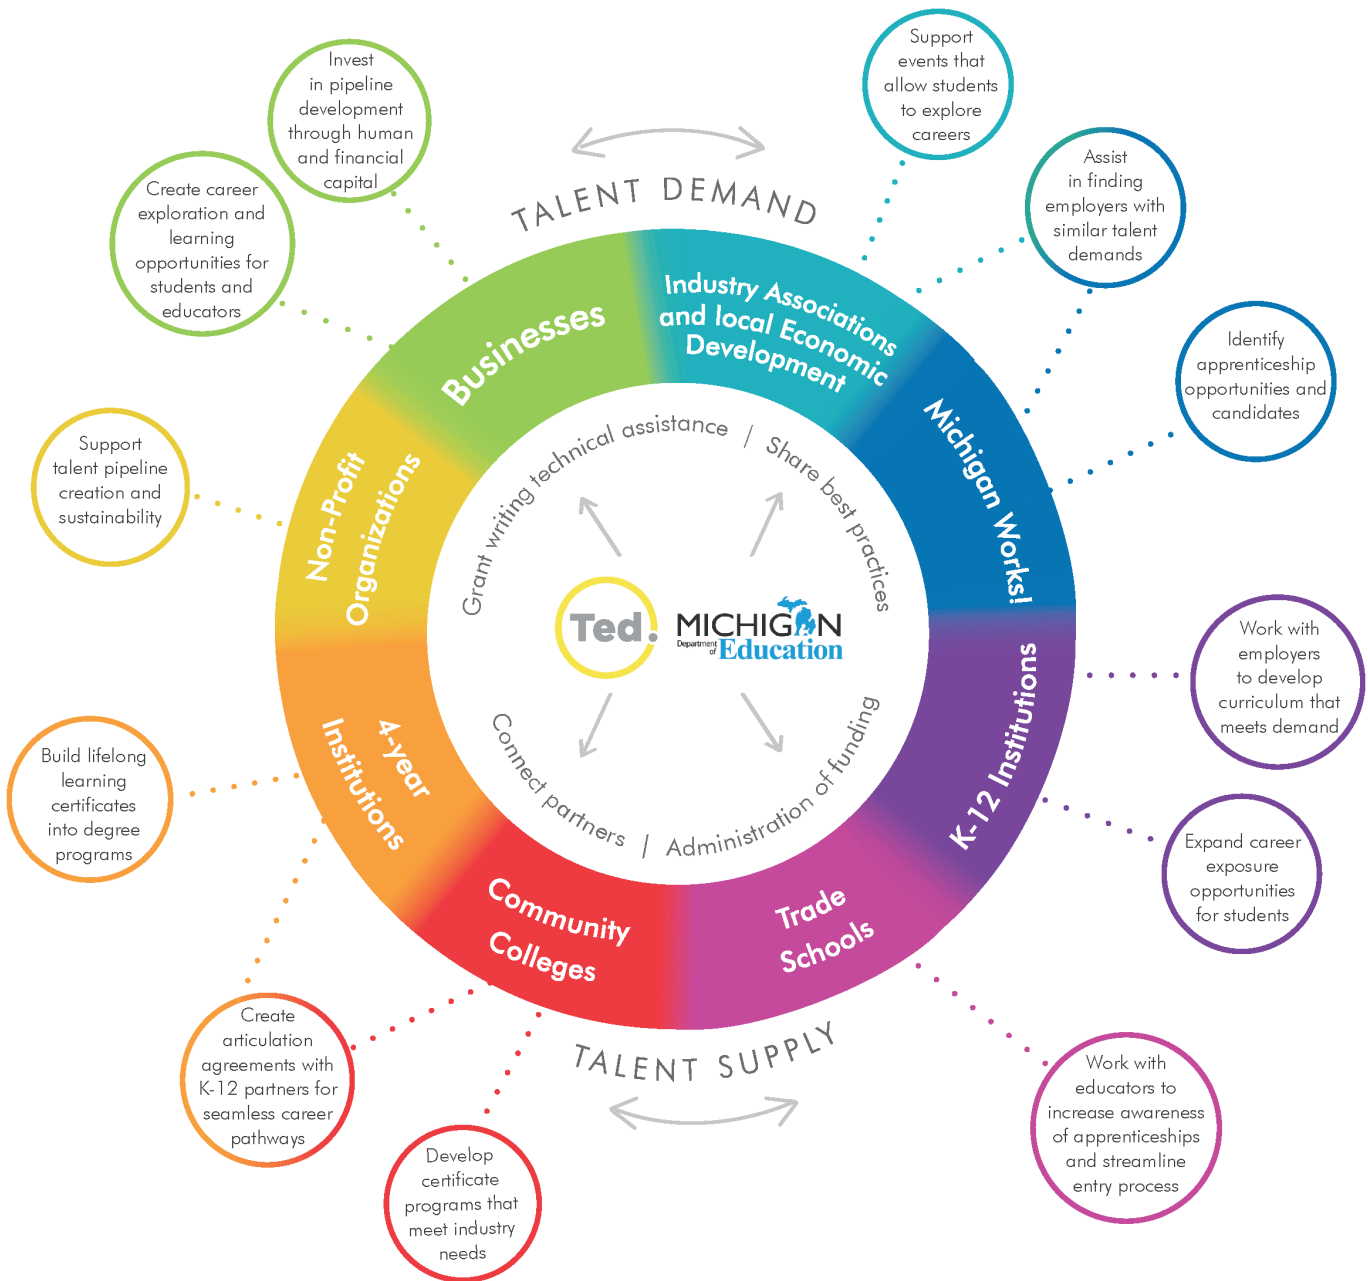 Support
events that
allow students
to explore
careers
Invest
in pipeline
development
through human
and financial
capital
Assist
in finding
employers with
similar talent
demands
Create career
exploration and
learning
opportunities for
students and
educators
TALENT DEMAND
Businesses
Industry Associations
and local Economic
Development
Identify
apprenticeship
opportunities and
candidates
Michigan Works!
Support
talent pipeline
creation and
sustainability
Non-Profit
Organizations
Grant writing technical assistance | Share best practices
Ted.
MICHIGAN
Department
of
Education
Connect partners | Administration of funding
Work with
employers
to develop
curriculum that
meets demand
K-12 Institutions
4-year
Institutions
Build lifelong
learning
certificates
into degree
programs
Expand career
exposure
opportunities
for students
Community
Colleges
Trade
Schools
TALENT SUPPLY
Create
articulation
agreements with
K-12 partners for
seamless career
pathways
Work with
educators to
increase awareness
of apprenticeships
and streamline
entry process
Develop
certificate
programs that
meet industry
needs